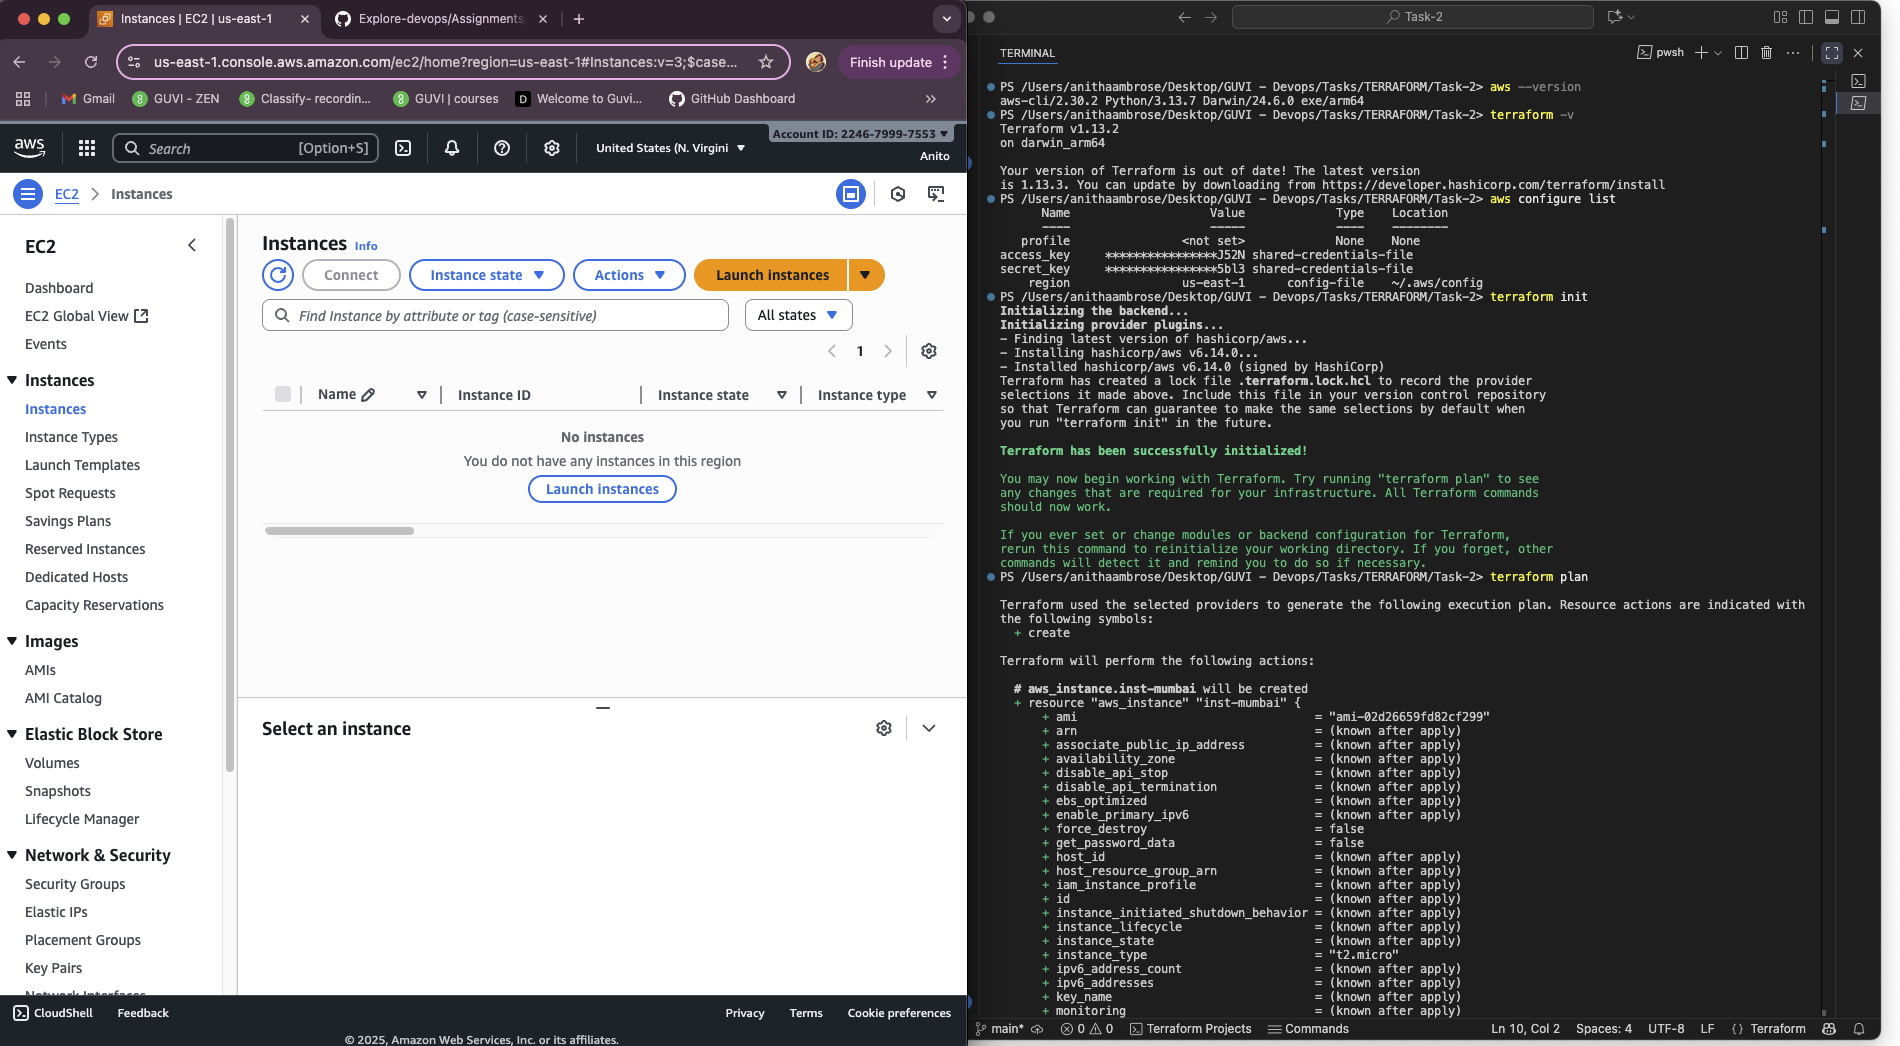 Instances | EC2 | us-east-1
Explore-devops/Assignments
us-east-1.console.aws.amazon.com/ec2/home?region=us-east-1#Instances:v=3;$case...
Finish update
Gmail
GUVI - ZEN
Classify- recordin...
GUVI | courses
Welcome to Guvi...
GitHub Dashboard
aws
Search
[Option+S]
United States (N. Virgini
Account ID: 2246-7999-7553
Anito
EC2
Instances
EC2
Dashboard
EC2 Global View
Events
Instances
Instances
Instance Types
Launch Templates
Spot Requests
Savings Plans
Reserved Instances
Dedicated Hosts
Capacity Reservations
Images
AMIs
AMI Catalog
Elastic Block Store
Volumes
Snapshots
Lifecycle Manager
Network & Security
Security Groups
Elastic IPs
Placement Groups
Key Pairs
Network Interfaces
Instances Info
Connect
Instance state
Actions
Launch instances
Find Instance by attribute or tag (case-sensitive)
All states
1
Name
Instance ID
Instance state
Instance type
No instances
You do not have any instances in this region
Launch instances
Select an instance
CloudShell
Feedback
Privacy
Terms
Cookie preferences
© 2025, Amazon Web Services, Inc. or its affiliates.
Task-2
TERMINAL
pwsh
PS /Users/anithaambrose/Desktop/GUVI - Devops/Tasks/TERRAFORM/Task-2> aws --version
aws-cli/2.30.2 Python/3.13.7 Darwin/24.6.0 exe/arm64
PS /Users/anithaambrose/Desktop/GUVI - Devops/Tasks/TERRAFORM/Task-2> terraform -v
Terraform v1.13.2
on darwin_arm64
Your version of Terraform is out of date! The latest version
is 1.13.3. You can update by downloading from https://developer.hashicorp.com/terraform/install
PS /Users/anithaambrose/Desktop/GUVI - Devops/Tasks/TERRAFORM/Task-2> aws configure list
Name Value Type Location
---- ----- ---- --------
profile <not set> None None
access_key ****************J52N shared-credentials-file
secret_key ****************5bl3 shared-credentials-file
region us-east-1 config-file ~/.aws/config
PS /Users/anithaambrose/Desktop/GUVI - Devops/Tasks/TERRAFORM/Task-2> terraform init
Initializing the backend...
Initializing provider plugins...
- Finding latest version of hashicorp/aws...
- Installing hashicorp/aws v6.14.0...
- Installed hashicorp/aws v6.14.0 (signed by HashiCorp)
Terraform has created a lock file .terraform.lock.hcl to record the provider
selections it made above. Include this file in your version control repository
so that Terraform can guarantee to make the same selections by default when
you run "terraform init" in the future.
Terraform has been successfully initialized!
You may now begin working with Terraform. Try running "terraform plan" to see
any changes that are required for your infrastructure. All Terraform commands
should now work.
If you ever set or change modules or backend configuration for Terraform,
rerun this command to reinitialize your working directory. If you forget, other
commands will detect it and remind you to do so if necessary.
PS /Users/anithaambrose/Desktop/GUVI - Devops/Tasks/TERRAFORM/Task-2> terraform plan
Terraform used the selected providers to generate the following execution plan. Resource actions are indicated with
the following symbols:
+ create
Terraform will perform the following actions:
# aws_instance.inst-mumbai will be created
+ resource "aws_instance" "inst-mumbai" {
+ ami = "ami-02d26659fd82cf299"
+ arn = (known after apply)
+ associate_public_ip_address = (known after apply)
+ availability_zone = (known after apply)
+ disable_api_stop = (known after apply)
+ disable_api_termination = (known after apply)
+ ebs_optimized = (known after apply)
+ enable_primary_ipv6 = (known after apply)
+ force_destroy = false
+ get_password_data = false
+ host_id = (known after apply)
+ host_resource_group_arn = (known after apply)
+ iam_instance_profile = (known after apply)
+ id = (known after apply)
+ instance_initiated_shutdown_behavior = (known after apply)
+ instance_lifecycle = (known after apply)
+ instance_state = (known after apply)
+ instance_type = "t2.micro"
+ ipv6_address_count = (known after apply)
+ ipv6_addresses = (known after apply)
+ key_name = (known after apply)
+ monitoring = (known after apply)
main*
0
0
Terraform Projects
Commands
Ln 10, Col 2
Spaces: 4
UTF-8
LF
{} Terraform